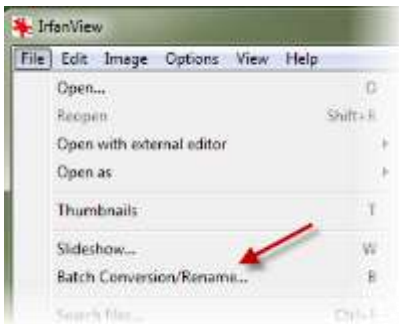 IrfanView
File Edit Image Options View Help
Open... O
Reopen Shift+R
Open with external editor
Open as
Thumbnails T
Slideshow... W
Batch Conversion/Rename... B
Search files... Ctrl+F